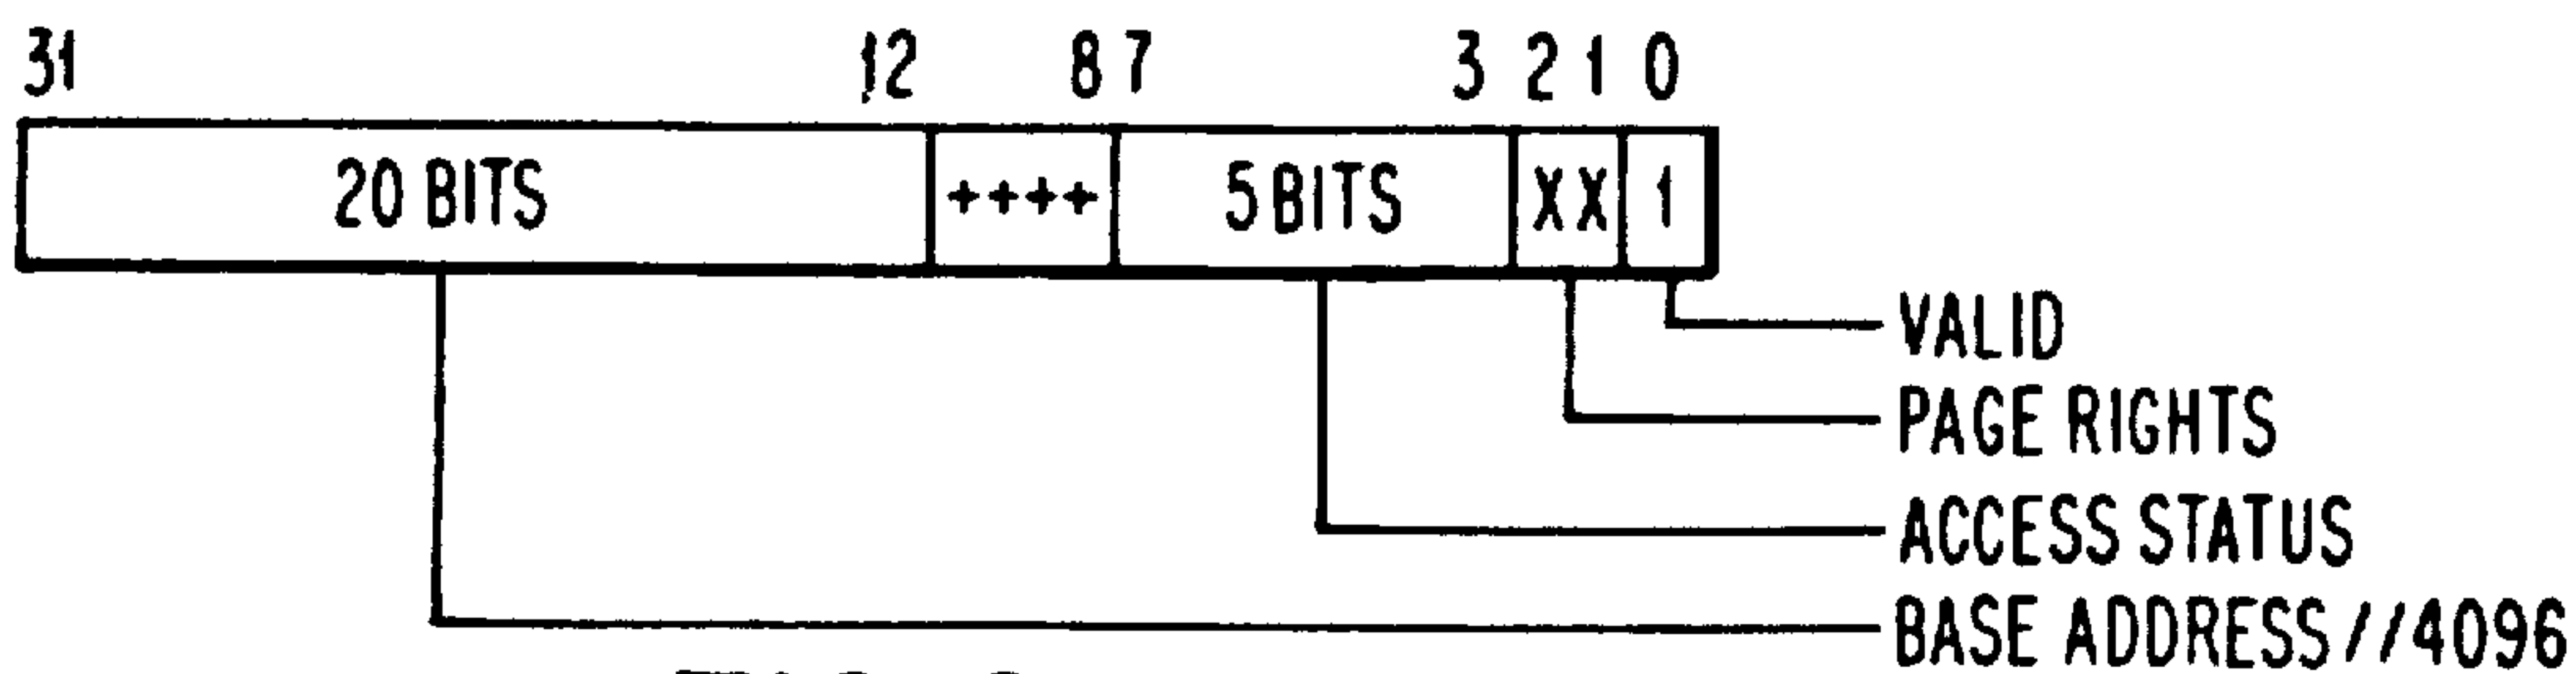 31 12 8 7 3 2 1 0
20 BITS ++++ 5 BITS XX 1
VALID
PAGE RIGHTS
ACCESS STATUS
BASE ADDRESS//4096